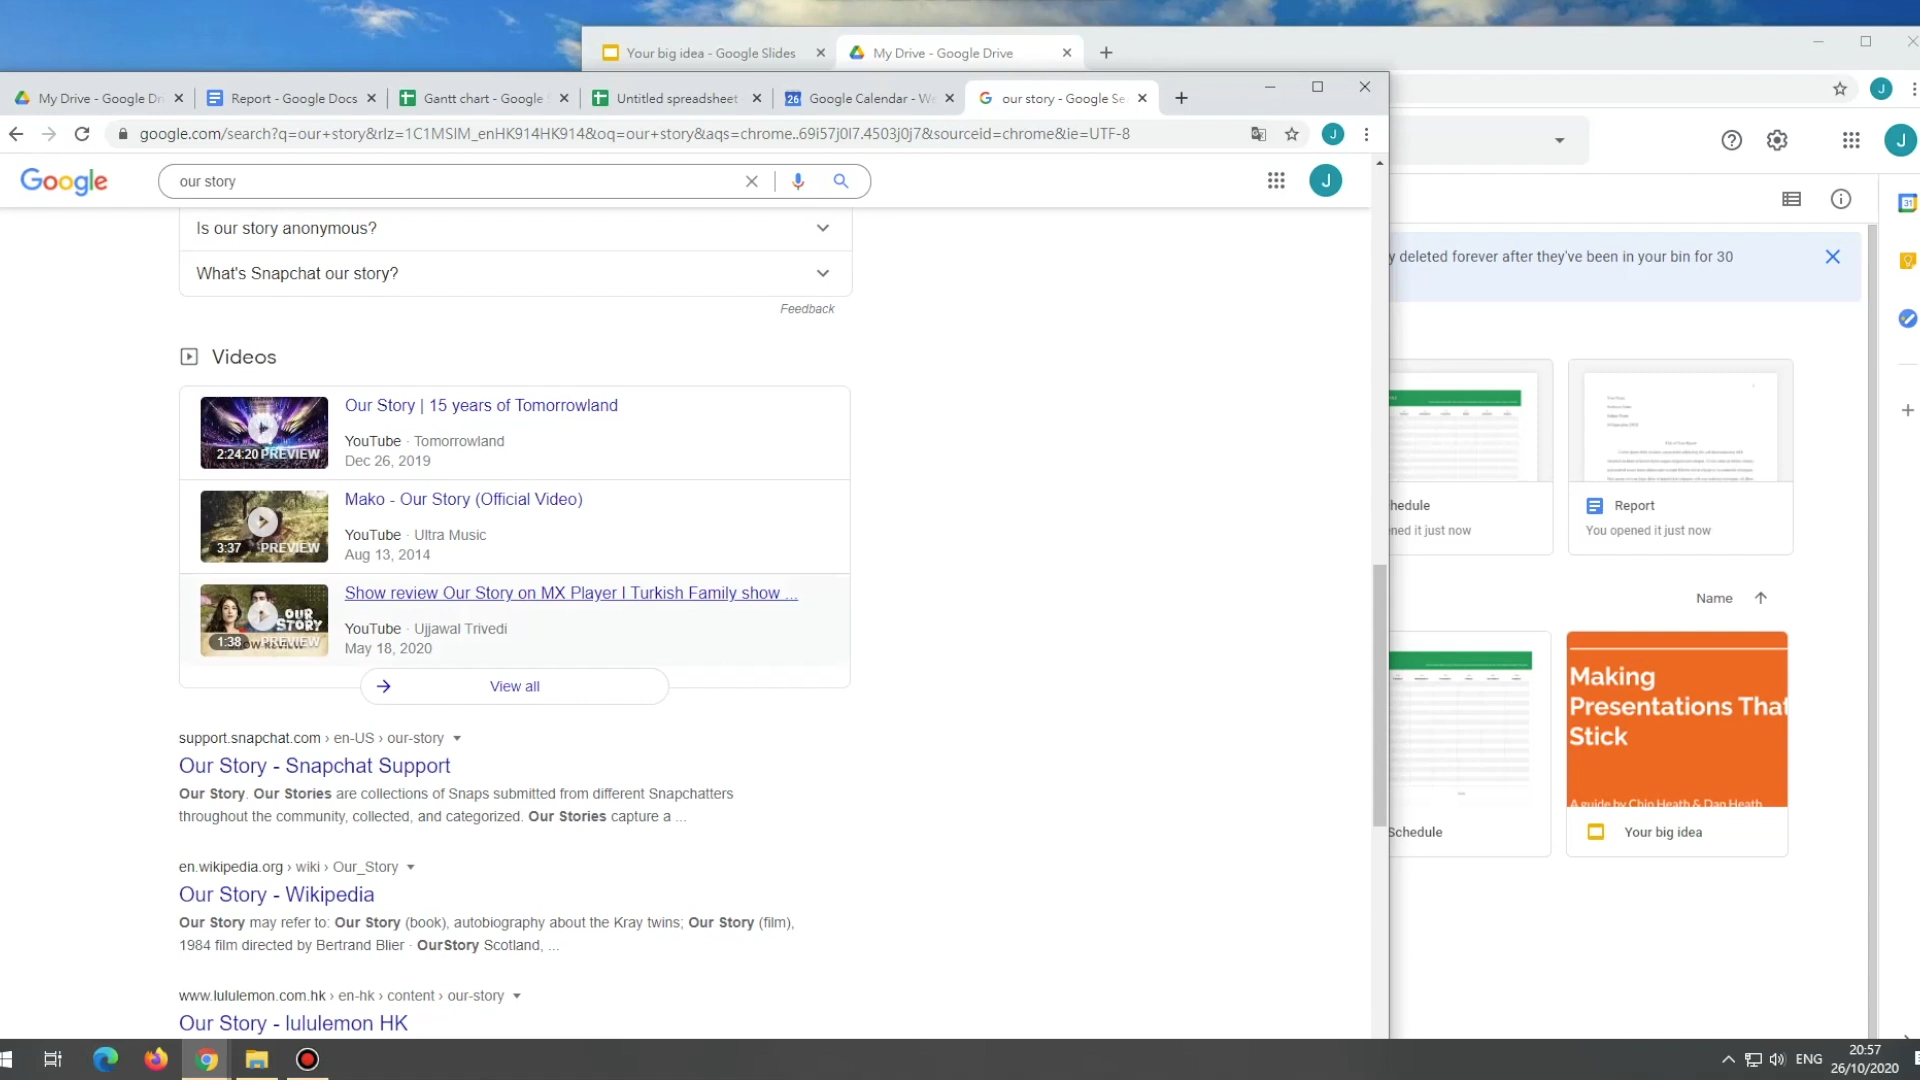 Your big idea - Google Slides
My Drive - Google Drive
My Drive - Google Dri
Report - Google Docs
Gantt chart - Google S
Untitled spreadsheet
Google Calendar - We
our story - Google Sea
google.com/search?q=our+story&rlz=1C1MSIM_enHK914HK914&oq=our+story&aqs=chrome..69i57j0l7.4503j0j7&sourceid=chrome&ie=UTF-8
J
J
Google
our story
J
J
31
y deleted forever after they've been in your bin for 30
Is our story anonymous?
What's Snapchat our story?
Feedback
Videos
2:24:20 PREVIEW
Our Story | 15 years of Tomorrowland
YouTube · Tomorrowland
Dec 26, 2019
3:37 PREVIEW
Mako - Our Story (Official Video)
YouTube · Ultra Music
Aug 13, 2014
OUR
STORY
1:38 PREVIEW
Show review Our Story on MX Player I Turkish Family show ...
YouTube · Ujjawal Trivedi
May 18, 2020
View all
support.snapchat.com › en-US › our-story
Our Story - Snapchat Support
Our Story. Our Stories are collections of Snaps submitted from different Snapchatters
throughout the community, collected, and categorized. Our Stories capture a ...
en.wikipedia.org › wiki › Our_Story
Our Story - Wikipedia
Our Story may refer to: Our Story (book), autobiography about the Kray twins; Our Story (film),
1984 film directed by Bertrand Blier · OurStory Scotland, ...
www.lululemon.com.hk › en-hk › content › our-story
Our Story - lululemon HK
hedule
ned it just now
Report
You opened it just now
Name
Schedule
Making
Presentations That
Stick
A guide by Chip Heath & Dan Heath
Your big idea
ENG
20:57
26/10/2020